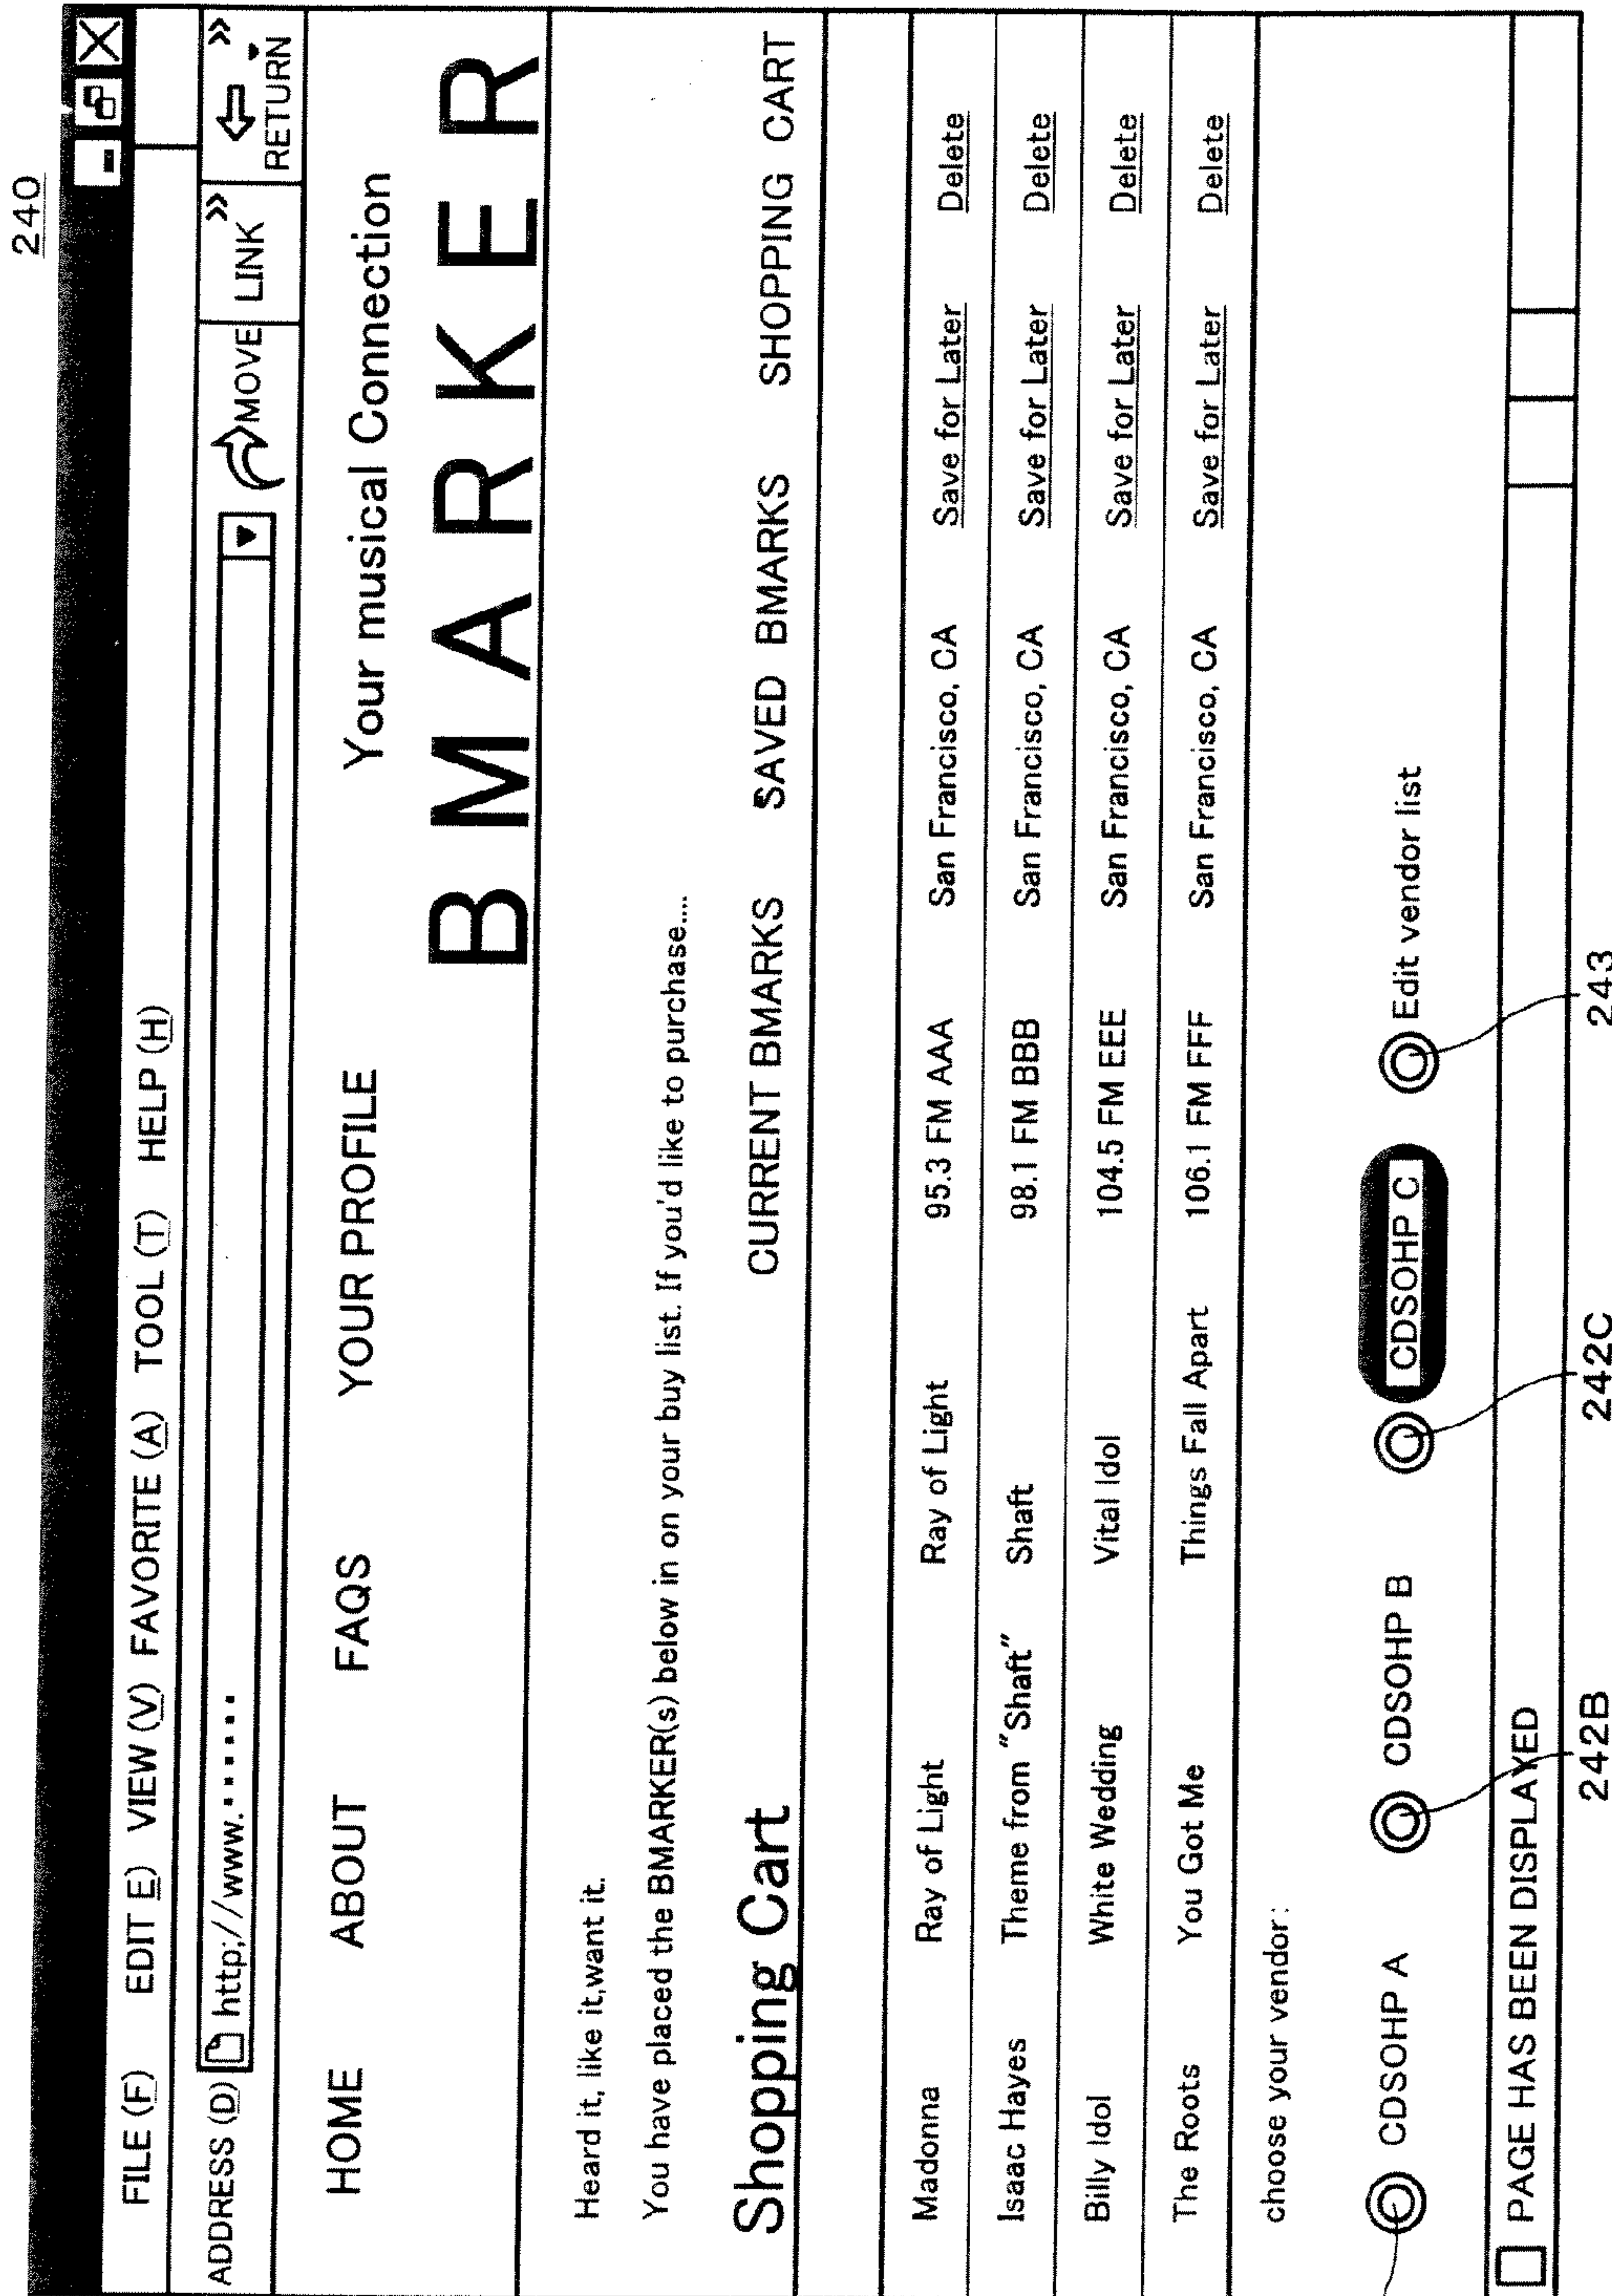 240
FILE (F) EDIT E) VIEW (V) FAVORITE (A) TOOL (T) HELP (H)
ADDRESS (D) http;//www.▪▪▪▪▪▪ MOVE LINK » RETURN »
HOME ABOUT FAQS YOUR PROFILE Your musical Connection
BMARKER
Heard it, like it,want it.
You have placed the BMARKER(s) below in on your buy list. If you'd like to purchase....
Shopping Cart CURRENT BMARKS SAVED BMARKS SHOPPING CART
Madonna Ray of Light Ray of Light 95.3 FM AAA San Francisco, CA Save for Later Delete
Isaac Hayes Theme from "Shaft" Shaft 98.1 FM BBB San Francisco, CA Save for Later Delete
Billy Idol White Wedding Vital Idol 104.5 FM EEE San Francisco, CA Save for Later Delete
The Roots You Got Me Things Fall Apart 106.1 FM FFF San Francisco, CA Save for Later Delete
choose your vendor:
CDSOHP A CDSOHP B CDSOHP C Edit vendor list
PAGE HAS BEEN DISPLAYED
242B 242C 243